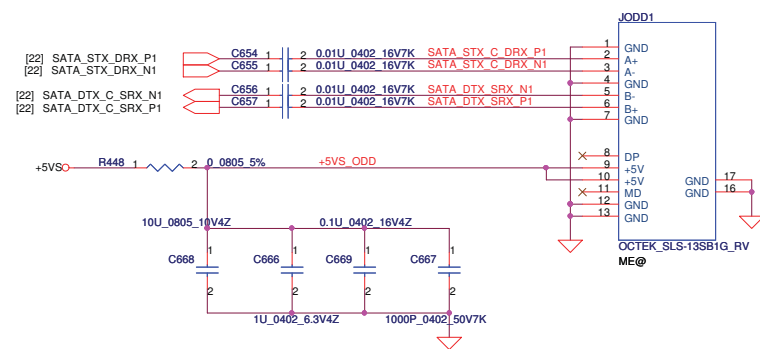 JODD1
[22] SATA_STX_DRX_P1 C654 1 2 0.01U_0402_16V7K SATA_STX_C_DRX_P1
[22] SATA_STX_DRX_N1 C655 1 2 0.01U_0402_16V7K SATA_STX_C_DRX_N1
[22] SATA_DTX_C_SRX_N1 C656 1 2 0.01U_0402_16V7K SATA_DTX_SRX_N1
[22] SATA_DTX_C_SRX_P1 C657 1 2 0.01U_0402_16V7K SATA_DTX_SRX_P1
1 GND
2 A+
3 A-
4 GND
5 B-
6 B+
7 GND
8 DP
9 +5V
10 +5V
11 MD
12 GND
13 GND
GND 17
GND 16
OCTEK_SLS-13SB1G_RV
ME@
+5VS R448 1 2 0_0805_5% +5VS_ODD
10U_0805_10V4Z 0.1U_0402_16V4Z
1 1 1 1
C668 C666 C669 C667
2 2 2 2
1U_0402_6.3V4Z 1000P_0402_50V7K